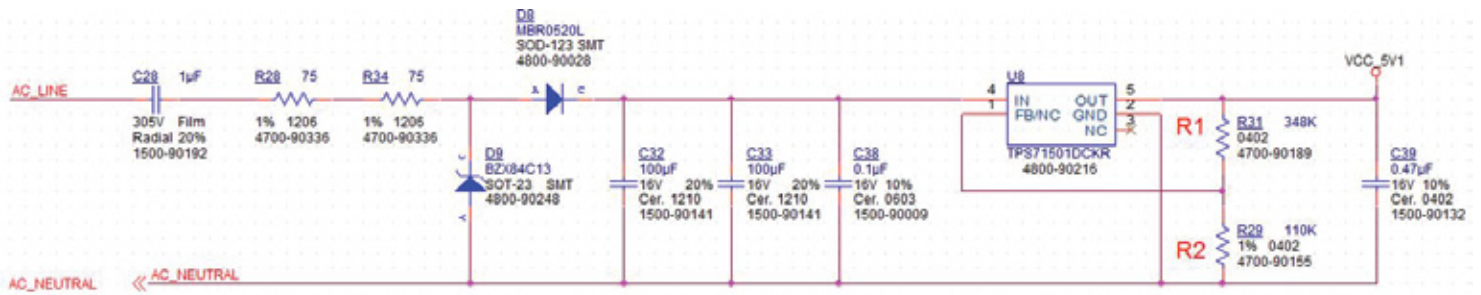 AC_LINE
C28 1µF
305V Film
Radial 20%
1500-90192
R28 75
1% 1206
4700-90336
R34 75
1% 1206
4700-90336
D8
MBR0520L
SOD-123 SMT
4800-90028
A C
C
D9
BZX84C13
SOT-23 SMT
4800-90248
C32
100µF
16V 20%
Cer. 1210
1500-90141
C33
100µF
16V 20%
Cer. 1210
1500-90141
C38
0.1µF
16V 10%
Cer. 0603
1500-90009
U8
4 IN OUT 5
1 FB/NC GND 2
NC 3
TPS71501DCKR
4800-90216
VCC_5V1
R1
R31 348K
0402
4700-90189
R2
R29 110K
1% 0402
4700-90155
C39
0.47µF
16V 10%
Cer. 0402
1500-90132
AC_NEUTRAL
AC_NEUTRAL